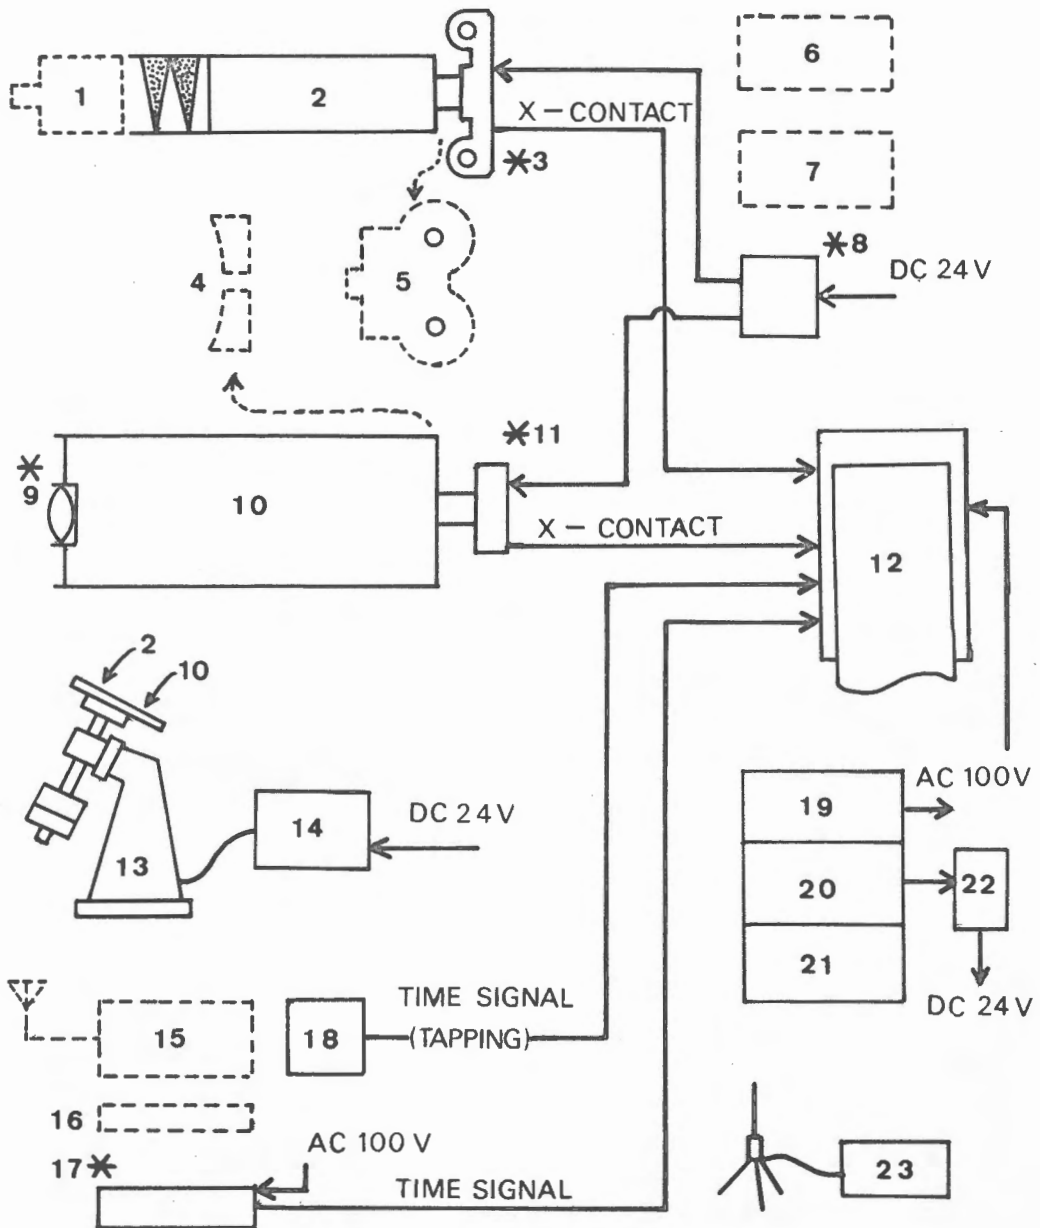 1
2
X-CONTACT
*3
6
7
*8
DC 24V
4
5
*
9
10
*11
X-CONTACT
12
2
10
13
14
DC 24V
AC 100V
19
20
21
22
DC 24V
15
16
17*
18
TIME SIGNAL
(TAPPING)
AC 100 V
TIME SIGNAL
23